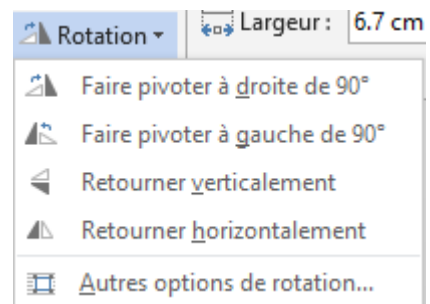 Rotation Largeur : 6.7 cm
Faire pivoter à droite de 90°
Faire pivoter à gauche de 90°
Retourner verticalement
Retourner horizontalement
Autres options de rotation...